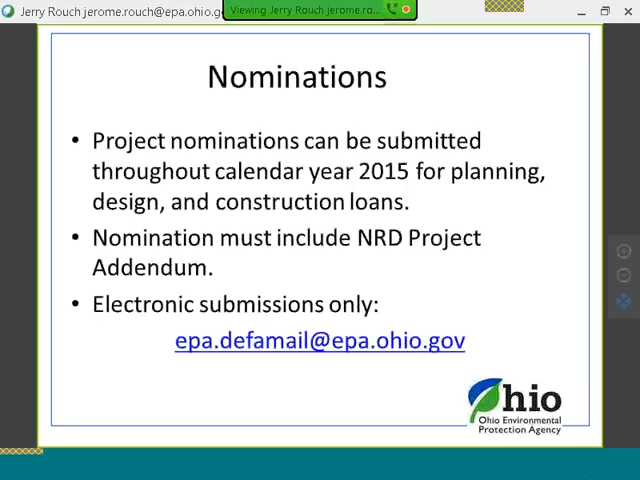 Jerry Rouch jerome.rouch@epa.ohio.go
Viewing Jerry Rouch jerome.ro...
Nominations
• Project nominations can be submitted
throughout calendar year 2015 for planning,
design, and construction loans.
• Nomination must include NRD Project
Addendum.
• Electronic submissions only:
epa.defamail@epa.ohio.gov
Ohio
Ohio Environmental
Protection Agency